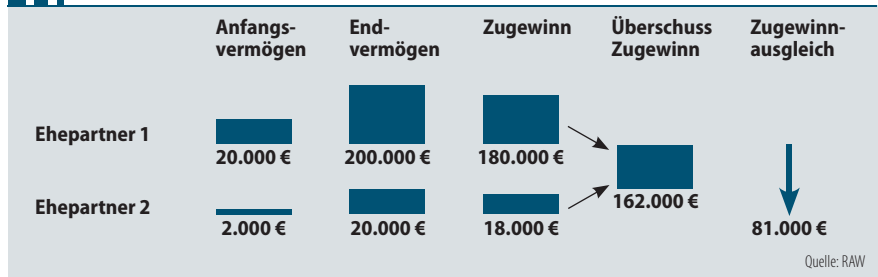 Anfangs-
vermögen
End-
vermögen
Zugewinn
Überschuss
Zugewinn
Zugewinn-
ausgleich
Ehepartner 1
20.000 €
200.000 €
180.000 €
Ehepartner 2
2.000 €
20.000 €
18.000 €
162.000 €
81.000 €
Quelle: RAW